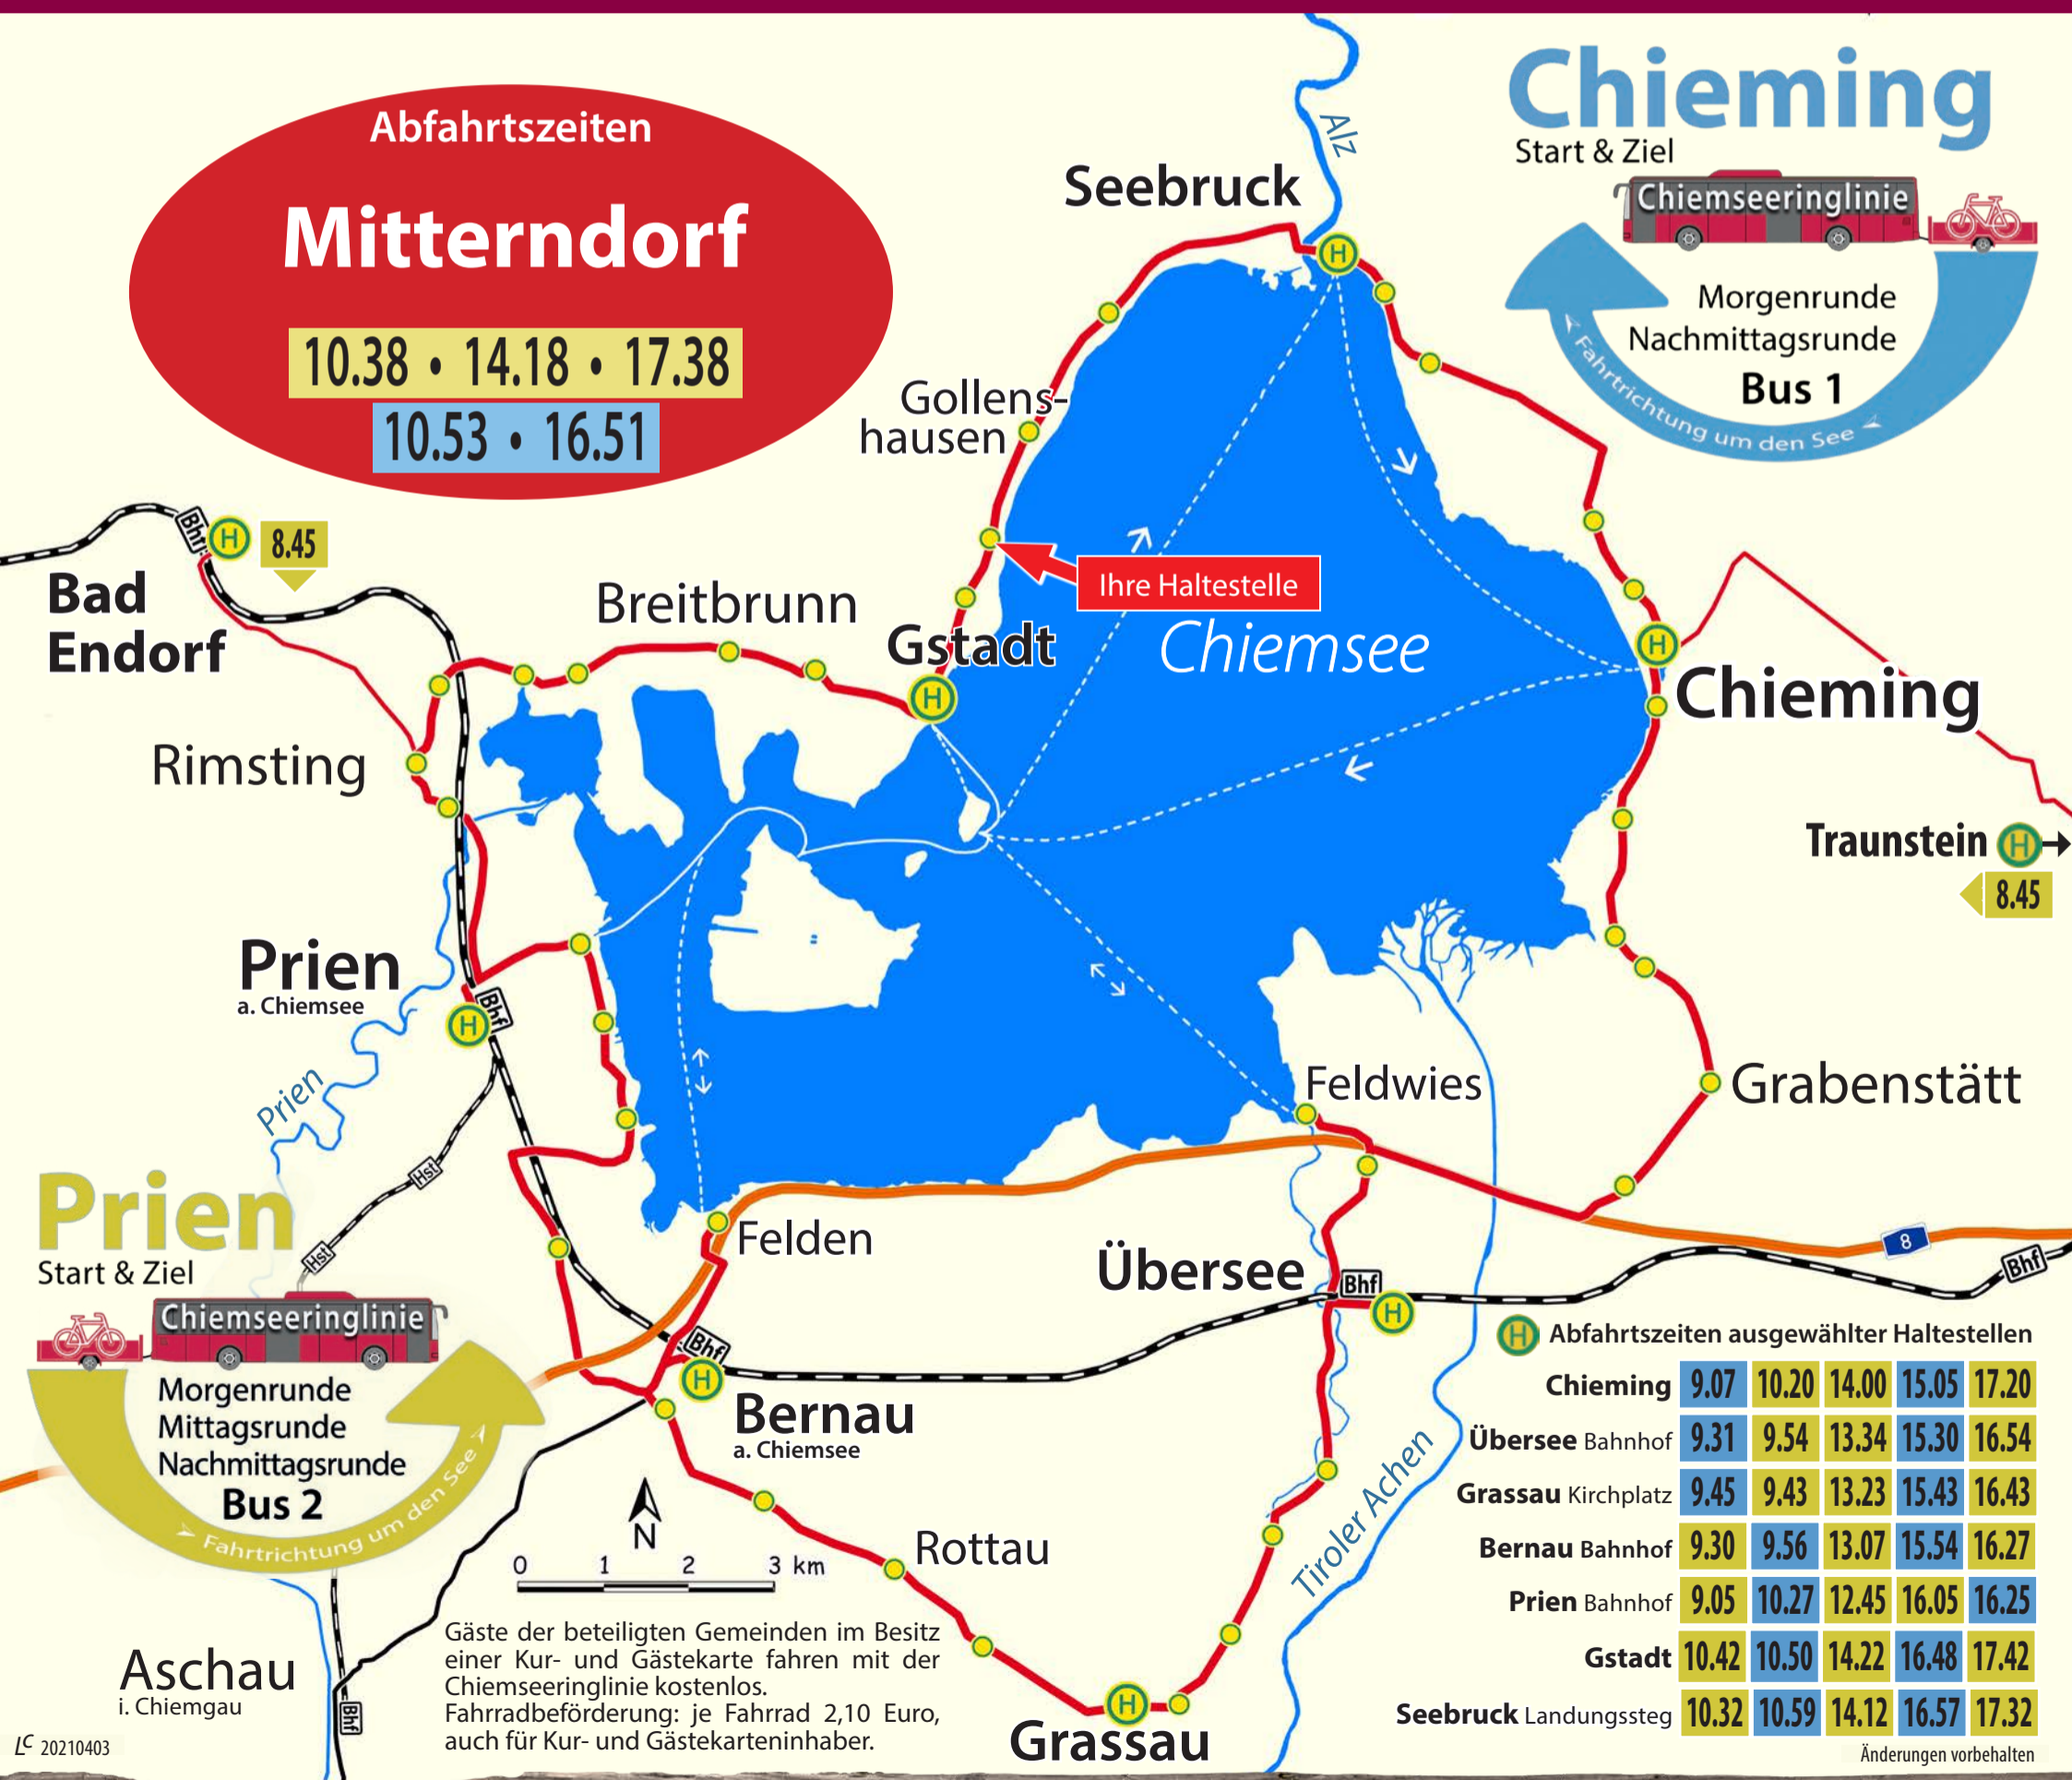 Abfahrtszeiten
Mitterndorf
10.38 • 14.18 • 17.38
10.53 • 16.51
Chieming
Start & Ziel
Chiemseeringlinie
Morgenrunde
Nachmittagsrunde
Bus 1
Fahrtrichtung um den See
Alz
Seebruck
Gollens-
hausen
Ihre Haltestelle
Chiemsee
H
H
Bhf
H
8.45
Bad
Endorf
Breitbrunn
Gstadt
H
Rimsting
Chieming
Traunstein H
8.45
Prien
a. Chiemsee
Bhf
H
Prien
Hst
Hst
Feldwies
Grabenstätt
Felden
Übersee
Bhf
H
8
Bhf
Prien
Start & Ziel
Chiemseeringlinie
Morgenrunde
Mittagsrunde
Nachmittagsrunde
Bus 2
Fahrtrichtung um den See
Bhf
H
Bernau
a. Chiemsee
N
0 1 2 3 km
Rottau
Tiroler Achen
H
Grassau
Aschau
i. Chiemgau
Bhf
Gäste der beteiligten Gemeinden im Besitz
einer Kur- und Gästekarte fahren mit der
Chiemseeringlinie kostenlos.
Fahrradbeförderung: je Fahrrad 2,10 Euro,
auch für Kur- und Gästekarteninhaber.
H Abfahrtszeiten ausgewählter Haltestellen
Chieming 9.07 10.20 14.00 15.05 17.20
Übersee Bahnhof 9.31 9.54 13.34 15.30 16.54
Grassau Kirchplatz 9.45 9.43 13.23 15.43 16.43
Bernau Bahnhof 9.30 9.56 13.07 15.54 16.27
Prien Bahnhof 9.05 10.27 12.45 16.05 16.25
Gstadt 10.42 10.50 14.22 16.48 17.42
Seebruck Landungssteg 10.32 10.59 14.12 16.57 17.32
Änderungen vorbehalten
LC 20210403